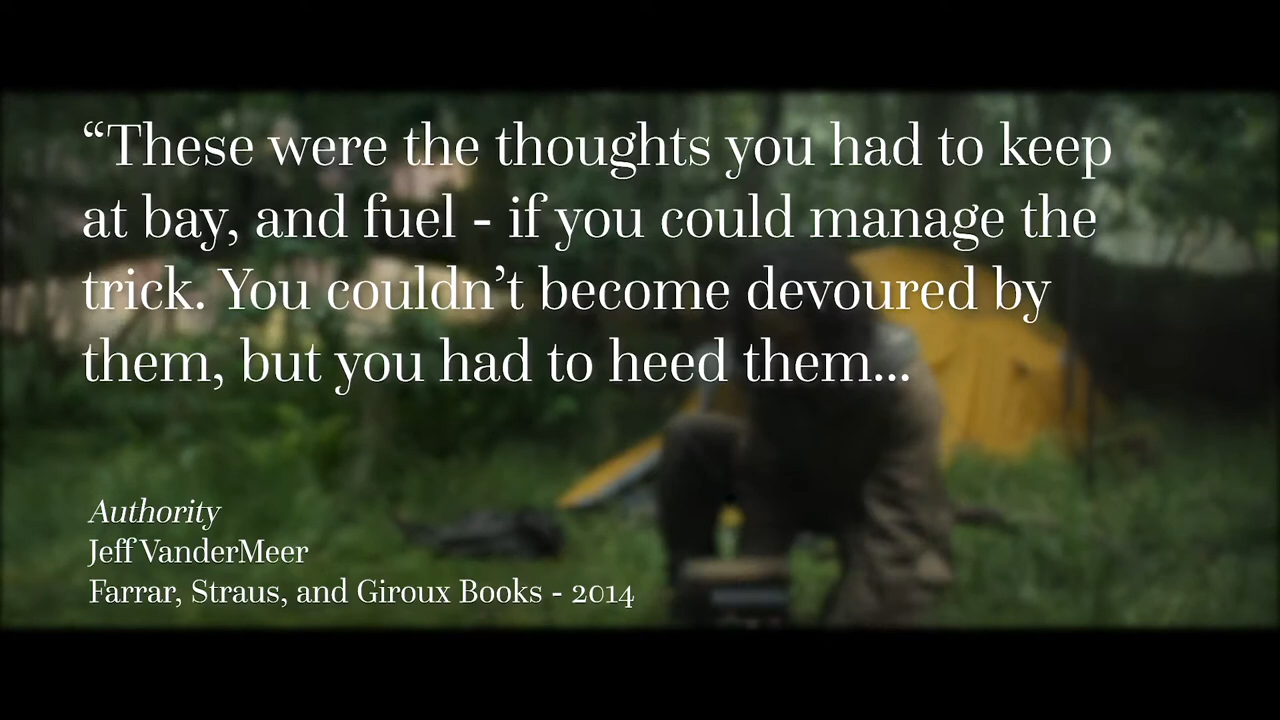 “These were the thoughts you had to keep
at bay, and fuel - if you could manage the
trick. You couldn’t become devoured by
them, but you had to heed them...
Authority
Jeff VanderMeer
Farrar, Straus, and Giroux Books - 2014